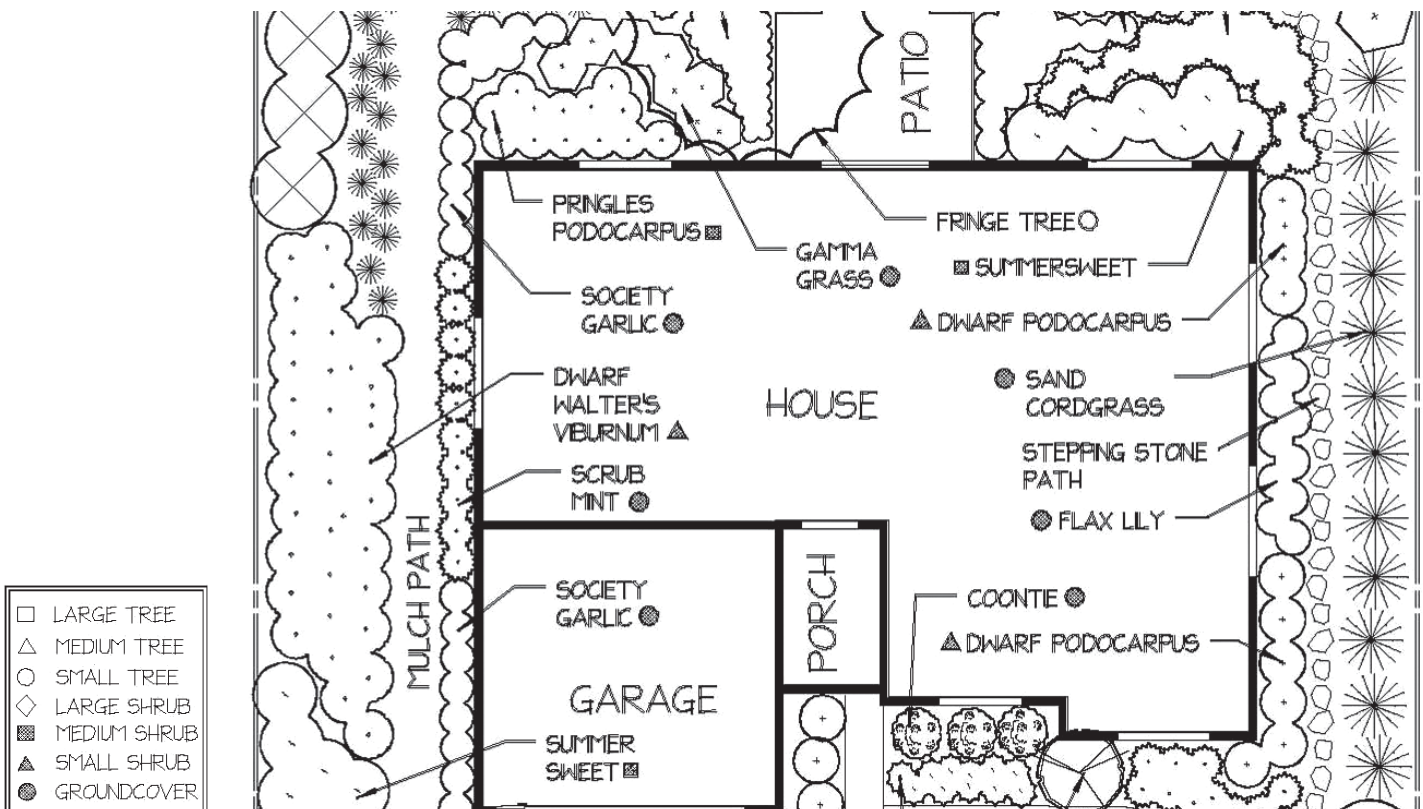 PATIO
PRINGLES
PODOCARPUS
FRINGE TREE
GAMMA
GRASS
SUMMERSWEET
SOCIETY
GARLIC
DWARF PODOCARPUS
DWARF
WALTER'S
VIBURNUM
HOUSE
SAND
CORDGRASS
STEPPING STONE
PATH
SCRUB
MINT
FLAX LILY
MULCH PATH
SOCIETY
GARLIC
PORCH
COONTIE
DWARF PODOCARPUS
GARAGE
SUMMER
SWEET
LARGE TREE
MEDIUM TREE
SMALL TREE
LARGE SHRUB
MEDIUM SHRUB
SMALL SHRUB
GROUNDCOVER